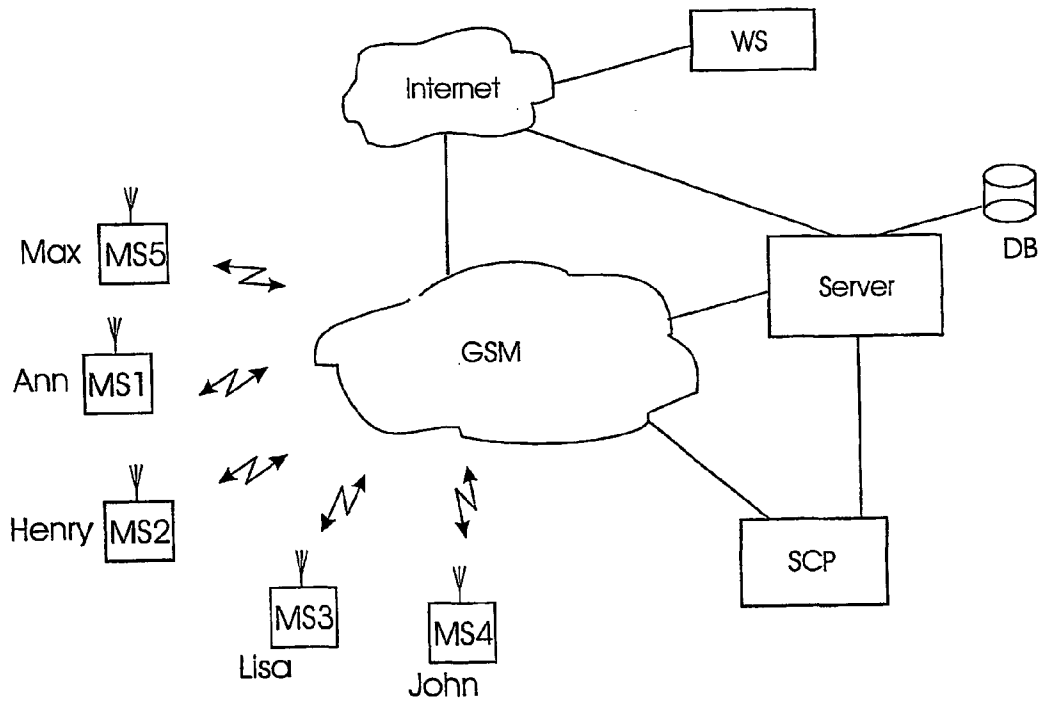 WS
Internet
DB
Server
Max MS5
GSM
Ann MS1
Henry MS2
SCP
MS3
Lisa
MS4
John